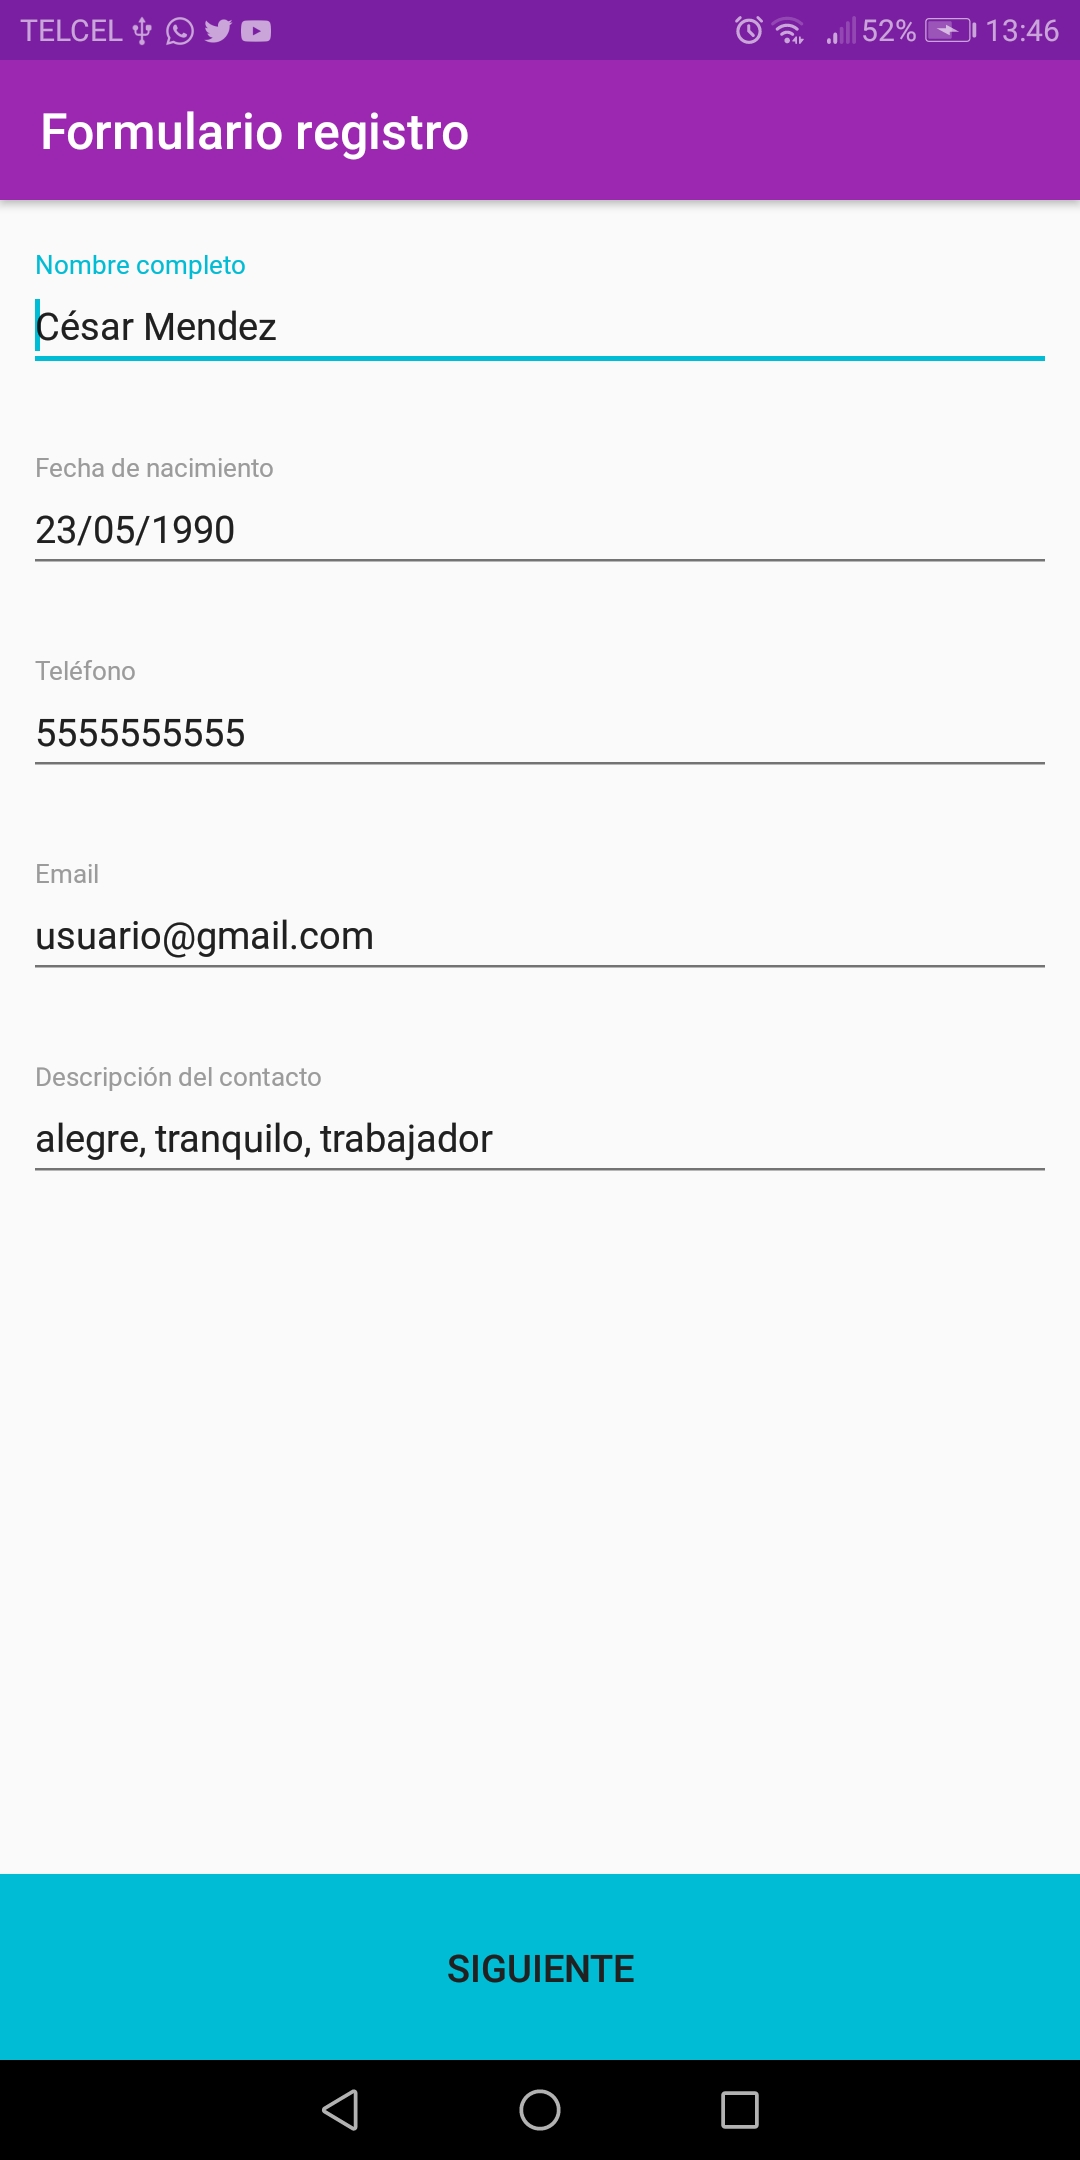 TELCEL 52% 13:46
Formulario registro
Nombre completo
César Mendez
Fecha de nacimiento
23/05/1990
Teléfono
5555555555
Email
usuario@gmail.com
Descripción del contacto
alegre, tranquilo, trabajador
SIGUIENTE